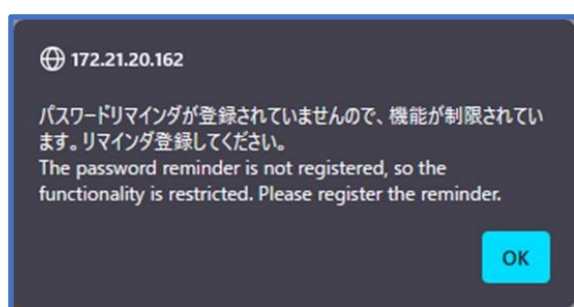 172.21.20.162
パスワードリマインダが登録されていませんので、機能が制限されてい
ます。リマインダ登録してください。
The password reminder is not registered, so the
functionality is restricted. Please register the reminder.
OK